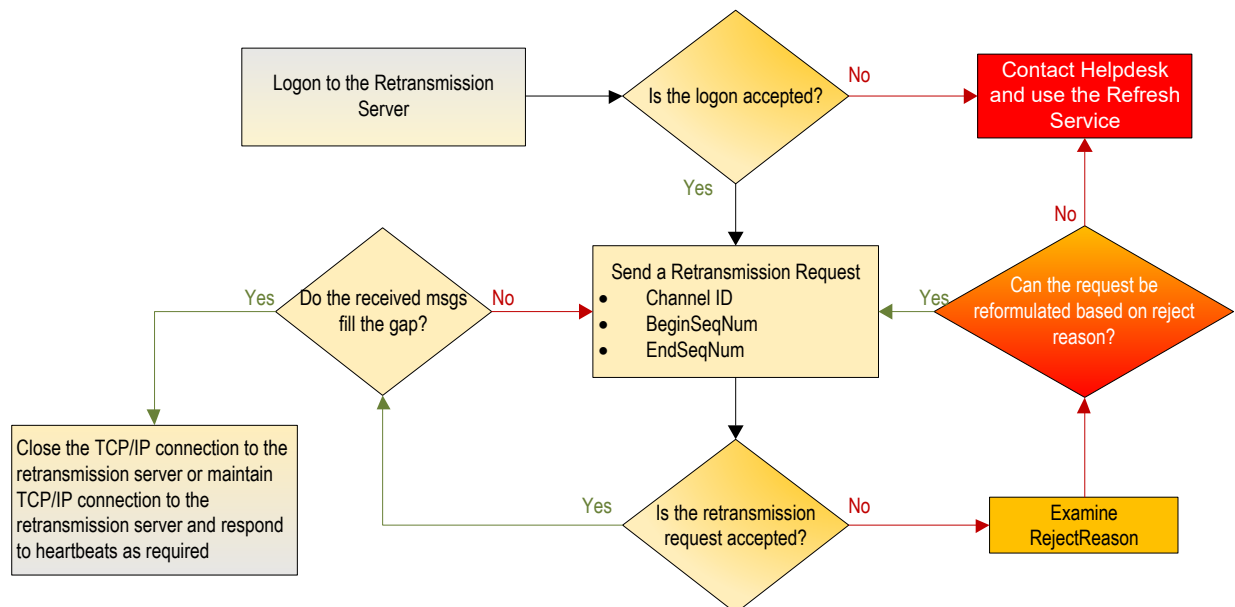 Logon to the Retransmission
Server
Is the logon accepted?
No
Contact Helpdesk
and use the Refresh
Service
Yes
No
Do the received msgs
fill the gap?
Yes
No
Send a Retransmission Request
• Channel ID
• BeginSeqNum
• EndSeqNum
Yes
Can the request be
reformulated based on reject
reason?
Close the TCP/IP connection to the
retransmission server or maintain
TCP/IP connection to the
retransmission server and respond
to heartbeats as required
Yes
Is the retransmission
request accepted?
No
Examine
RejectReason